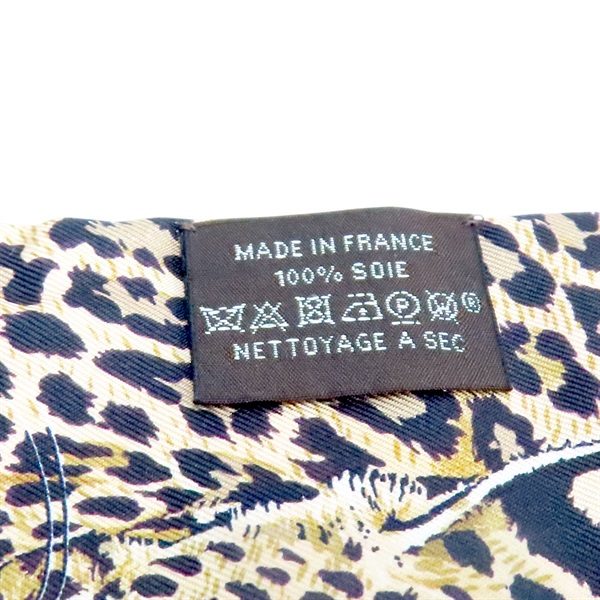 MADE IN FRANCE
100% SOIE
P W ®
NETTOYAGE A SEC